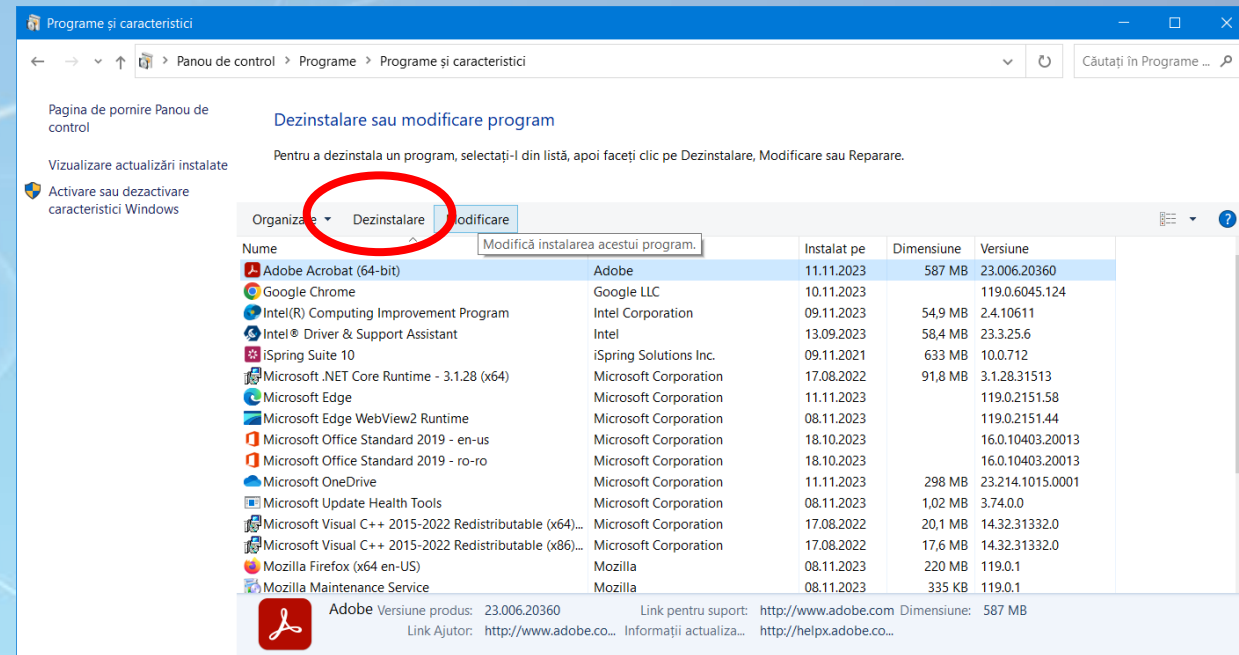 Programe și caracteristici
Panou de control > Programe > Programe și caracteristici
Căutați în Programe ...
Pagina de pornire Panou de
control
Vizualizare actualizări instalate
Activare sau dezactivare
caracteristici Windows
Dezinstalare sau modificare program
Pentru a dezinstala un program, selectați-l din listă, apoi faceți clic pe Dezinstalare, Modificare sau Reparare.
Organizare Dezinstalare Modificare
Modifică instalarea acestui program.
Nume Instalat pe Dimensiune Versiune
Adobe Acrobat (64-bit) Adobe 11.11.2023 587 MB 23.006.20360
Google Chrome Google LLC 10.11.2023 119.0.6045.124
Intel(R) Computing Improvement Program Intel Corporation 09.11.2023 54,9 MB 2.4.10611
Intel® Driver & Support Assistant Intel 13.09.2023 58,4 MB 23.3.25.6
iSpring Suite 10 iSpring Solutions Inc. 09.11.2021 633 MB 10.0.712
Microsoft .NET Core Runtime - 3.1.28 (x64) Microsoft Corporation 17.08.2022 91,8 MB 3.1.28.31513
Microsoft Edge Microsoft Corporation 11.11.2023 119.0.2151.58
Microsoft Edge WebView2 Runtime Microsoft Corporation 08.11.2023 119.0.2151.44
Microsoft Office Standard 2019 - en-us Microsoft Corporation 18.10.2023 16.0.10403.20013
Microsoft Office Standard 2019 - ro-ro Microsoft Corporation 18.10.2023 16.0.10403.20013
Microsoft OneDrive Microsoft Corporation 11.11.2023 298 MB 23.214.1015.0001
Microsoft Update Health Tools Microsoft Corporation 08.11.2023 1,02 MB 3.74.0.0
Microsoft Visual C++ 2015-2022 Redistributable (x64)... Microsoft Corporation 17.08.2022 20,1 MB 14.32.31332.0
Microsoft Visual C++ 2015-2022 Redistributable (x86)... Microsoft Corporation 17.08.2022 17,6 MB 14.32.31332.0
Mozilla Firefox (x64 en-US) Mozilla 08.11.2023 220 MB 119.0.1
Mozilla Maintenance Service Mozilla 08.11.2023 335 KB 119.0.1
Adobe Versiune produs: 23.006.20360 Link pentru suport: http://www.adobe.com Dimensiune: 587 MB
Link Ajutor: http://www.adobe.co... Informații actualiza... http://helpx.adobe.co...